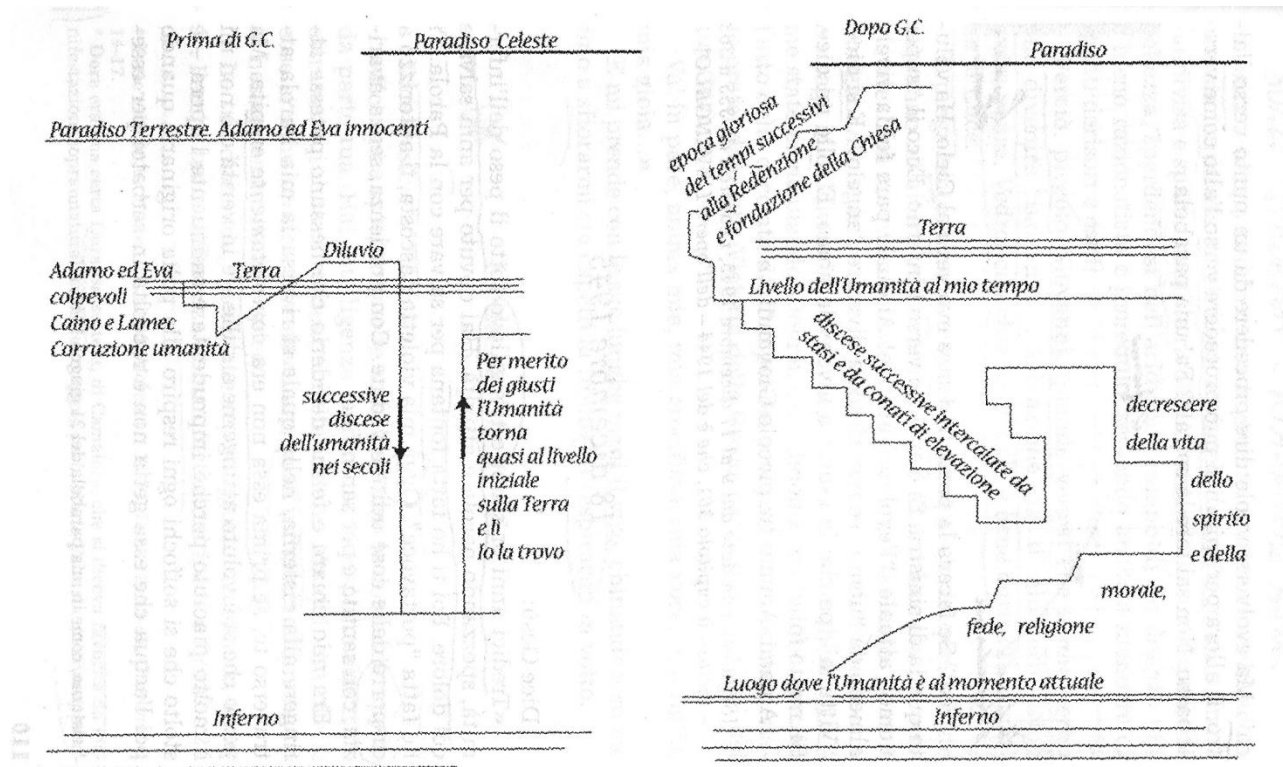 Prima di G.C.
Paradiso Celeste
Paradiso Terrestre. Adamo ed Eva innocenti
Diluvio
Adamo ed Eva
Terra
colpevoli
Caino e Lamec
Corruzione umanità
successive
discese
dell'umanità
nei secoli
Per merito
dei giusti
l'Umanità
torna
quasi al livello
iniziale
sulla Terra
e lì
Io la trovo
Inferno
Dopo G.C.
Paradiso
epoca gloriosa
dei tempi successivi
alla Redenzione
e fondazione della Chiesa
Terra
Livello dell'Umanità al mio tempo
discese successive intercalate da
stasi e da conati di elevazione
decrescere
della vita
dello
spirito
e della
morale,
fede, religione
Luogo dove l'Umanità è al momento attuale
Inferno